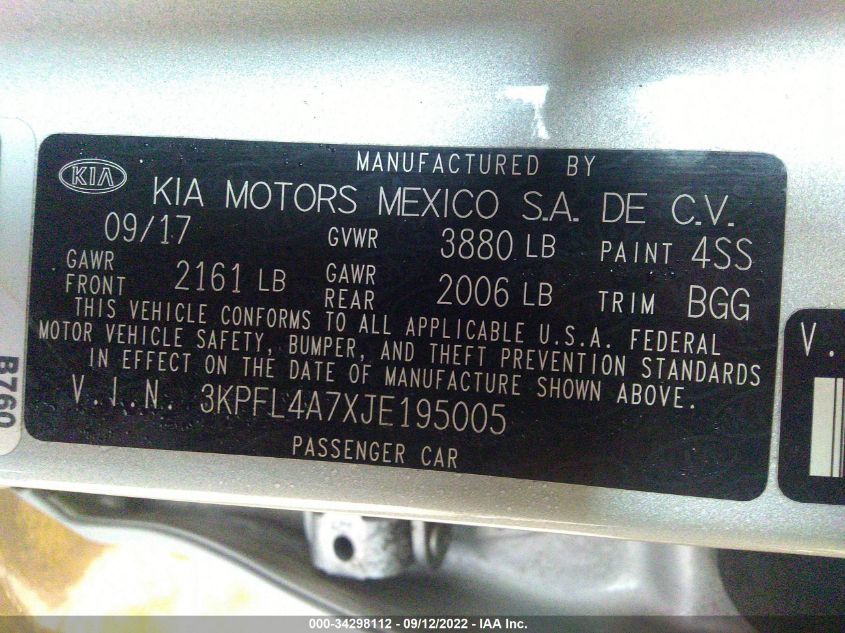 MANUFACTURED BY
KIA KIA MOTORS MEXICO S.A. DE C.V.
09/17 GVWR 3880 LB PAINT 4SS
GAWR FRONT 2161 LB GAWR REAR 2006 LB TRIM BGG
THIS VEHICLE CONFORMS TO ALL APPLICABLE U.S.A. FEDERAL
MOTOR VEHICLE SAFETY, BUMPER, AND THEFT PREVENTION STANDARDS
IN EFFECT ON THE DATE OF MANUFACTURE SHOWN ABOVE.
V.I.N. 3KPFL4A7XJE195005
PASSENGER CAR
B760
V.
000-34298112 - 09/12/2022 - IAA Inc.